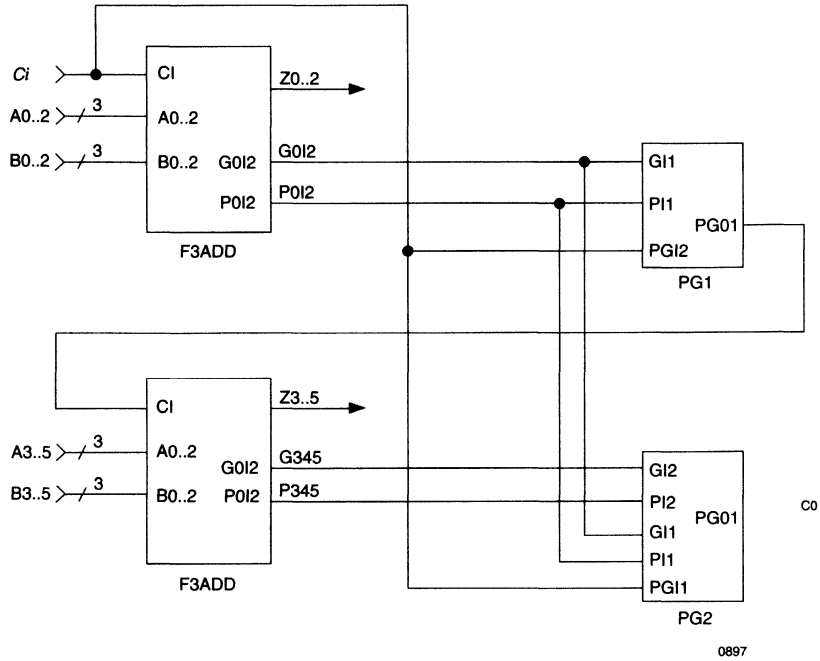 Ci
CI
Z0..2
A0..2
3
A0..2
B0..2
3
B0..2
G0I2
G0I2
GI1
P0I2
P0I2
PI1
PG01
PGI2
F3ADD
PG1
CI
Z3..5
A3..5
3
A0..2
G0I2
G345
GI2
B3..5
3
B0..2
P0I2
P345
PI2
PG01
C0
GI1
PI1
PGI1
F3ADD
PG2
0897